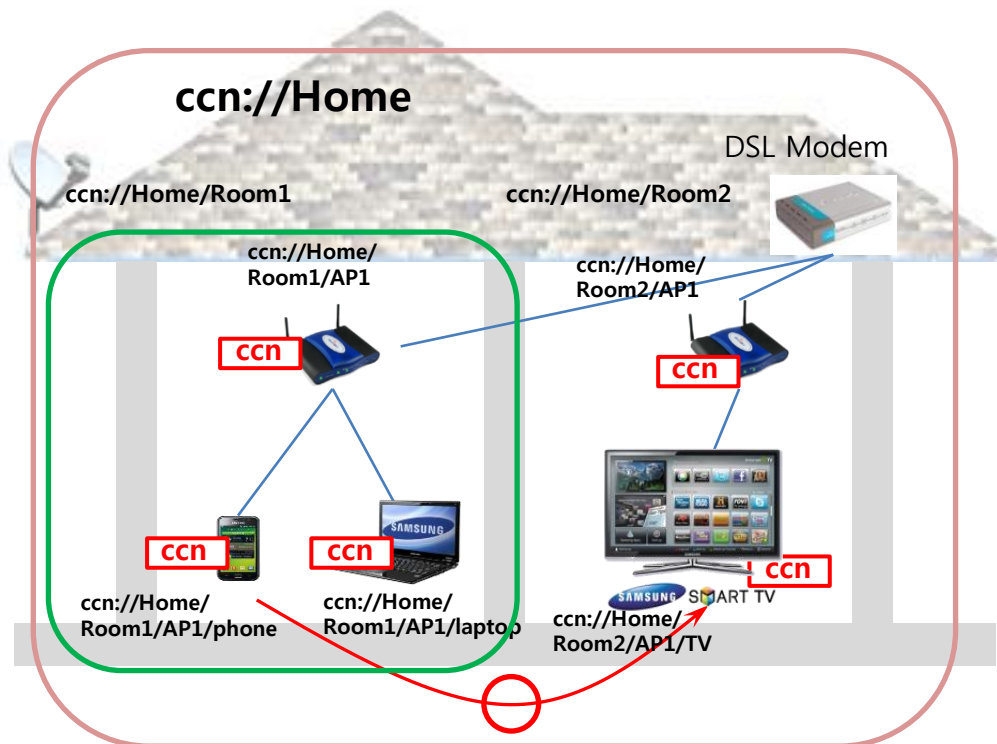 ccn://Home
DSL Modem
ccn://Home/Room1
ccn://Home/Room2
ccn://Home/
Room1/AP1
ccn://Home/
Room2/AP1
ccn
ccn
SAMSUNG
ccn
ccn
ccn
SAMSUNG
SMART TV
ccn://Home/
Room1/AP1/phone
ccn://Home/
Room1/AP1/laptop
ccn://Home/
Room2/AP1/TV